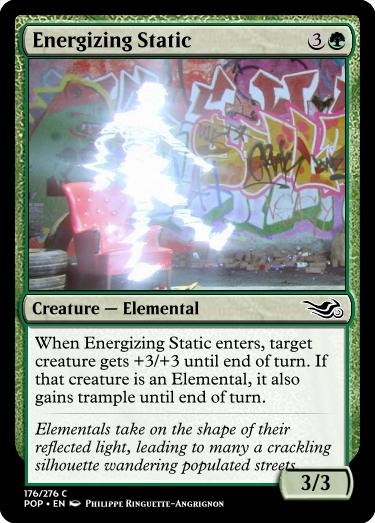 Energizing Static 3
Creature — Elemental
When Energizing Static enters, target
creature gets +3/+3 until end of turn. If
that creature is an Elemental, it also
gains trample until end of turn.
Elementals take on the shape of their
reflected light, leading to many a crackling
silhouette wandering populated streets.
3/3
176/276 C
POP • EN Philippe Ringuette-Angrignon